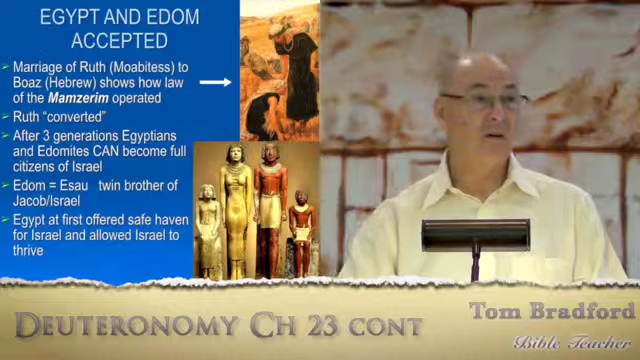 EGYPT AND EDOM
ACCEPTED
Marriage of Ruth (Moabitess) to
Boaz (Hebrew) shows how law
of the Mamzerim operated
Ruth “converted”
After 3 generations Egyptians
and Edomites CAN become full
citizens of Israel
Edom = Esau twin brother of
Jacob/Israel
Egypt at first offered safe haven
for Israel and allowed Israel to
thrive
DEUTERONOMY CH 23 CONT
Tom Bradford
Bible Teacher